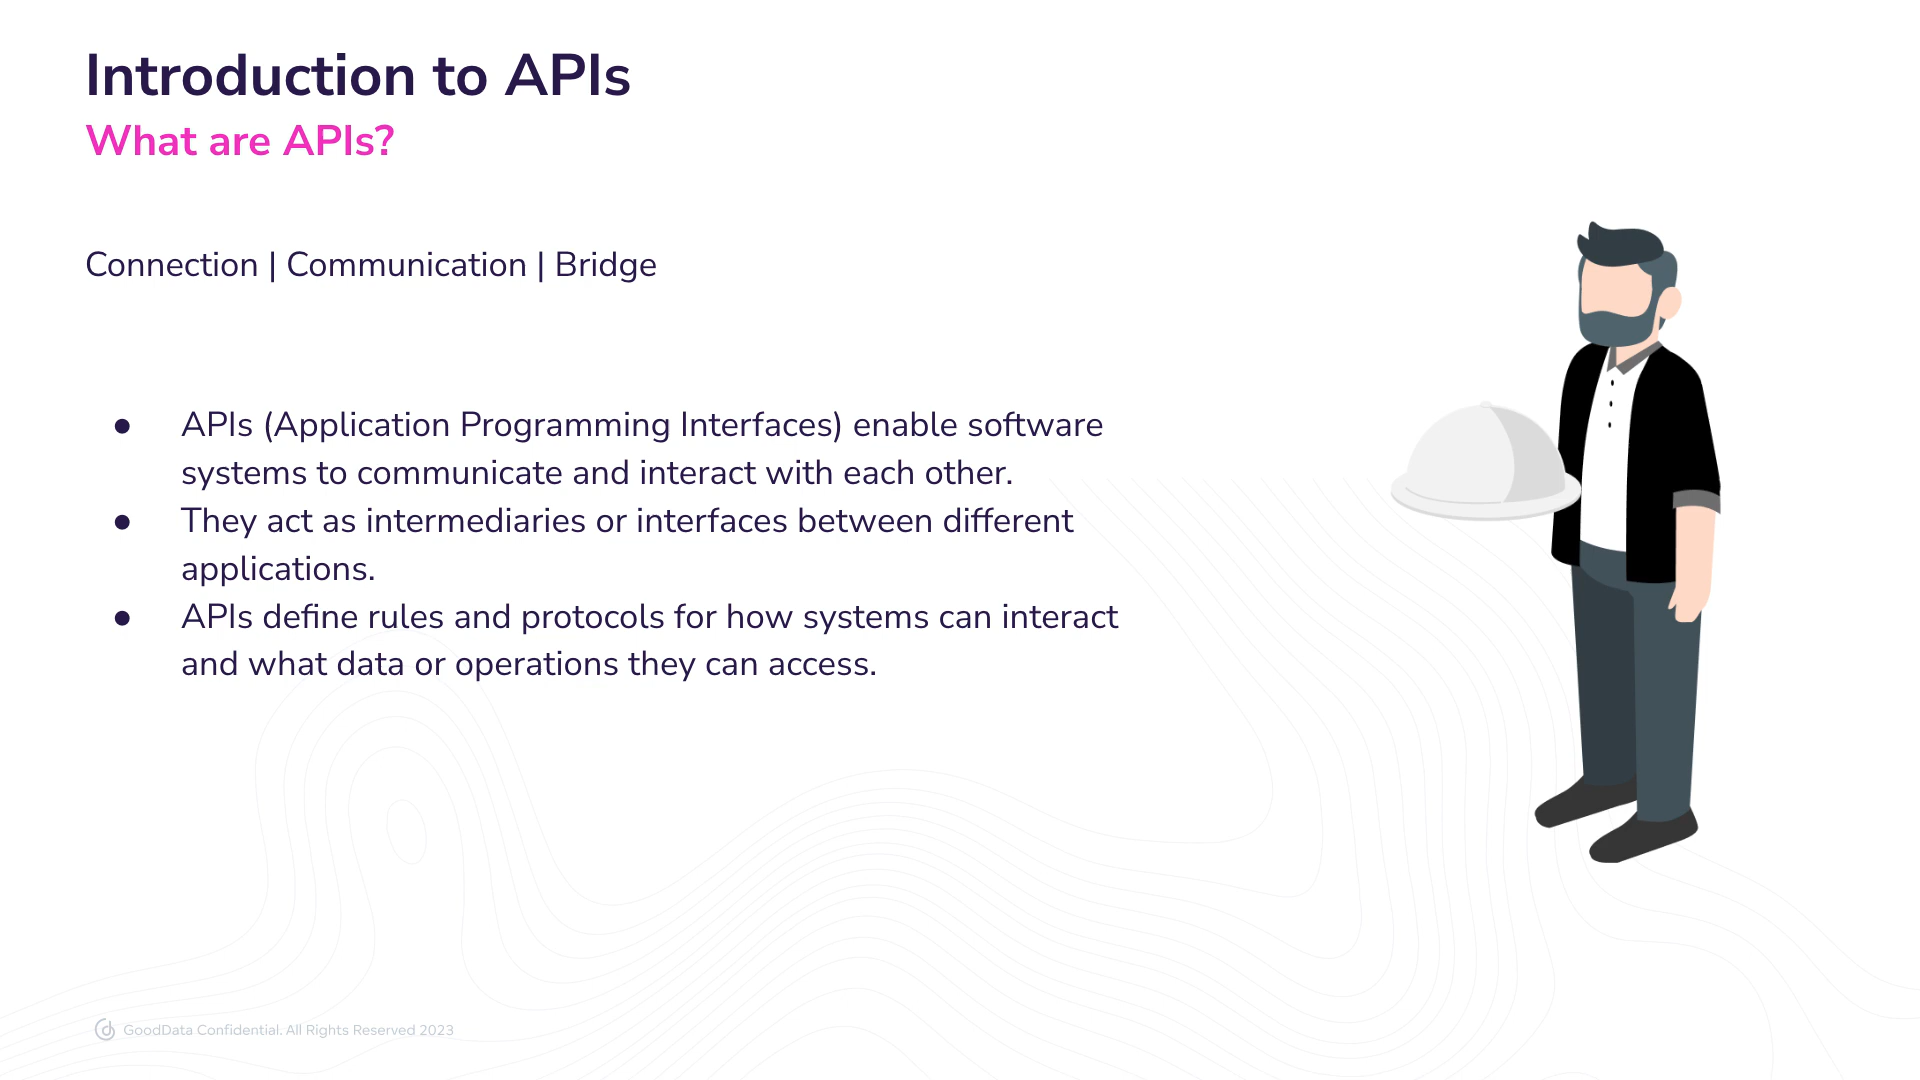 Introduction to APIs
What are APIs?
Connection | Communication | Bridge
● APIs (Application Programming Interfaces) enable software
systems to communicate and interact with each other.
● They act as intermediaries or interfaces between different
applications.
● APIs define rules and protocols for how systems can interact
and what data or operations they can access.
GoodData Confidential. All Rights Reserved 2023